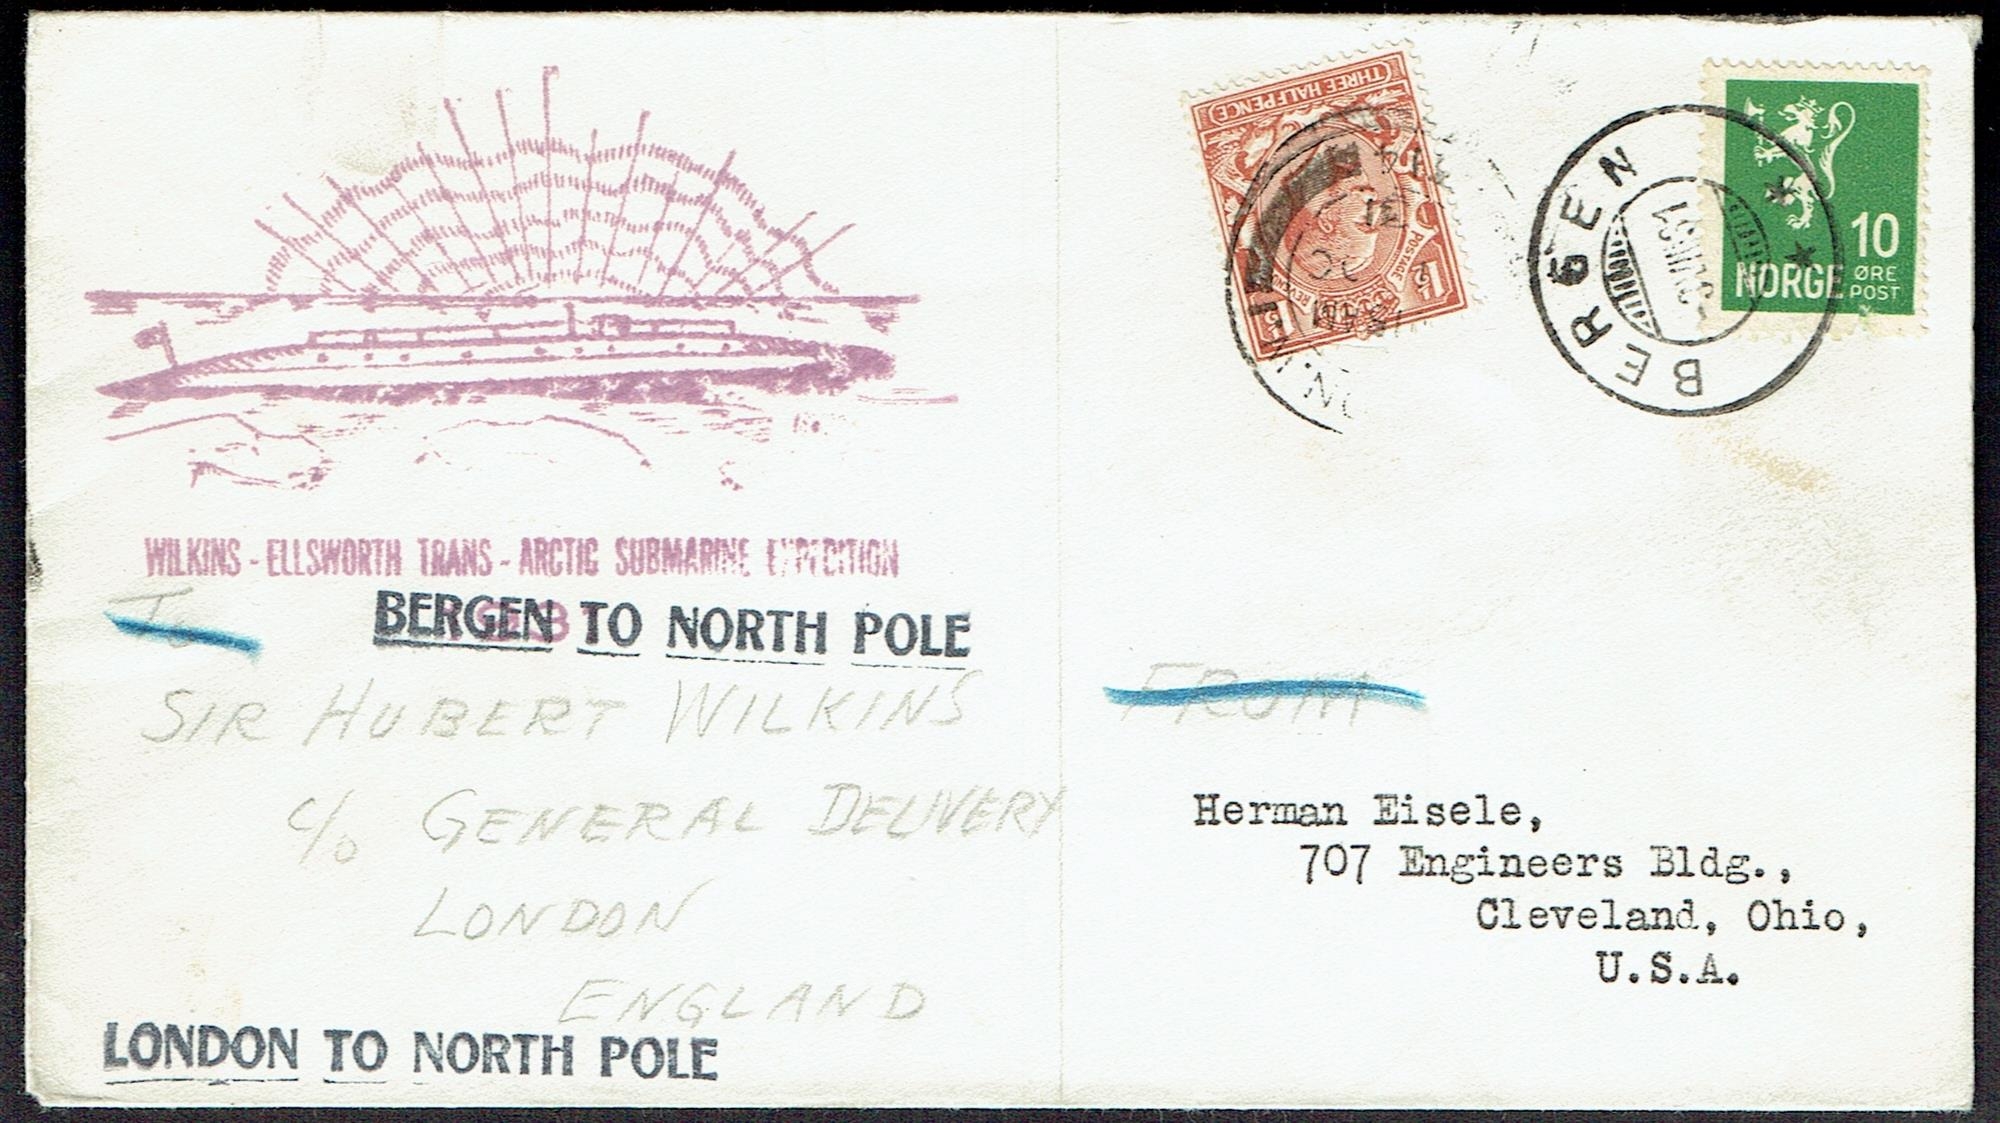 WILKINS - ELLSWORTH TRANS - ARCTIC SUBMARINE EXPEDITION
To
BERGEN TO NORTH POLE
SIR HUBERT WILKINS
c/o GENERAL DELIVERY
LONDON
ENGLAND
LONDON TO NORTH POLE
THREE HALFPENCE
POSTAGE
1½
BERGEN
10
NORGE ØRE
POST
FROM
Herman Eisele,
707 Engineers Bldg.,
Cleveland, Ohio,
U.S.A.